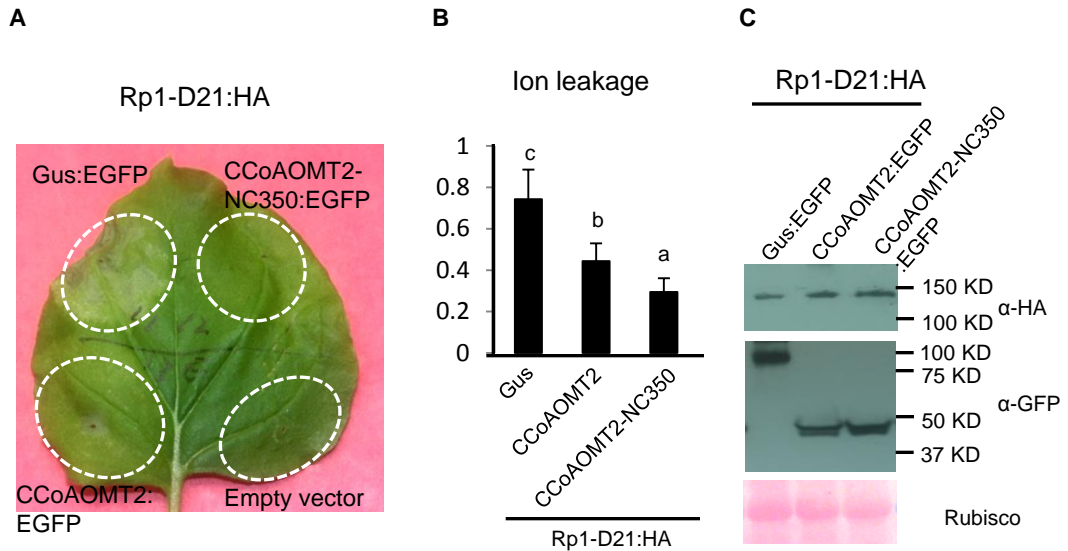 A
Rp1-D21:HA
Gus:EGFP
CCoAOMT2-
NC350:EGFP
CCoAOMT2:
EGFP
Empty vector
B
Ion leakage
1
0.8
0.6
0.4
0.2
0
c
b
a
Gus
CCoAOMT2
CCoAOMT2-NC350
Rp1-D21:HA
C
Rp1-D21:HA
Gus:EGFP
CCoAOMT2:EGFP
CCoAOMT2-NC350
:EGFP
150 KD
100 KD
α-HA
100 KD
75 KD
50 KD
37 KD
α-GFP
Rubisco